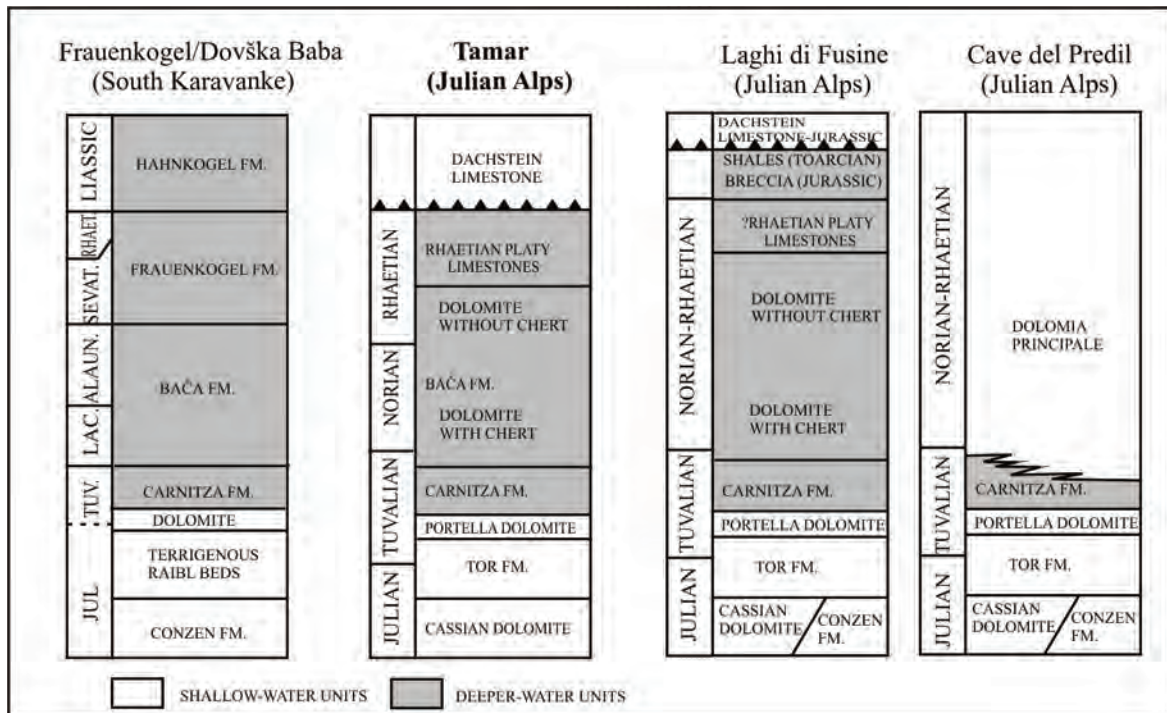 Frauenkogel/Dovška Baba
(South Karavanke)
LIASSIC
HAHNKOGEL FM.
RHAET.
FRAUENKOGEL FM.
SEVAT.
ALAUN.
BAČA FM.
LAC.
TUV.
CARNITZA FM.
DOLOMITE
JUL.
TERRIGENOUS
RAIBL BEDS
CONZEN FM.
Tamar
(Julian Alps)
DACHSTEIN
LIMESTONE
RHAETIAN
RHAETIAN PLATY
LIMESTONES
DOLOMITE
WITHOUT CHERT
NORIAN
BAČA FM.
DOLOMITE
WITH CHERT
TUVALIAN
CARNITZA FM.
PORTELLA DOLOMITE
TOR FM.
JULIAN
CASSIAN DOLOMITE
Laghi di Fusine
(Julian Alps)
DACHSTEIN
LIMESTONE-JURASSIC
SHALES (TOARCIAN)
BRECCIA (JURASSIC)
NORIAN-RHAETIAN
?RHAETIAN PLATY
LIMESTONES
DOLOMITE
WITHOUT CHERT
DOLOMITE
WITH CHERT
TUVALIAN
CARNITZA FM.
PORTELLA DOLOMITE
TOR FM.
JULIAN
CASSIAN
DOLOMITE
CONZEN
FM.
Cave del Predil
(Julian Alps)
NORIAN-RHAETIAN
DOLOMIA
PRINCIPALE
TUVALIAN
CARNITZA FM.
PORTELLA DOLOMITE
TOR FM.
JULIAN
CASSIAN
DOLOMITE
CONZEN
FM.
SHALLOW-WATER UNITS
DEEPER-WATER UNITS